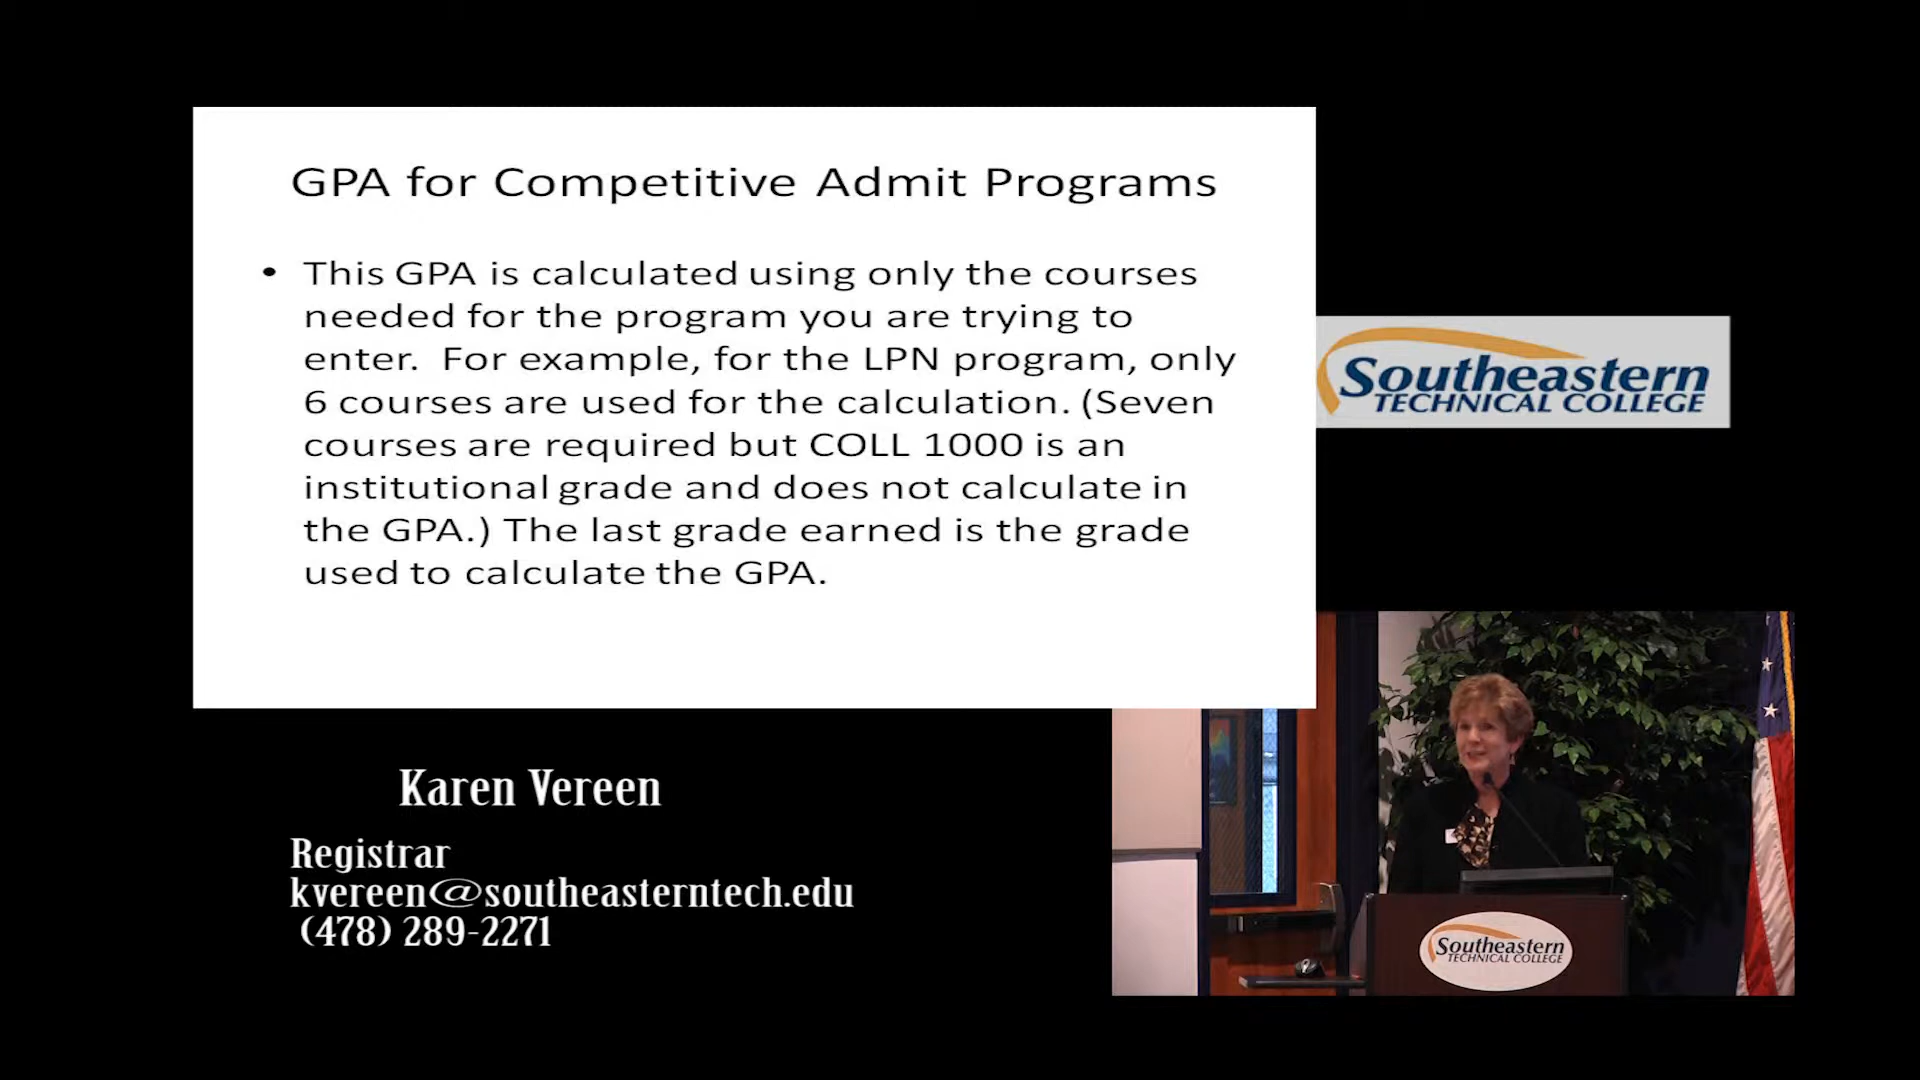 GPA for Competitive Admit Programs
• This GPA is calculated using only the courses
needed for the program you are trying to
enter.  For example, for the LPN program, only
6 courses are used for the calculation. (Seven
courses are required but COLL 1000 is an
institutional grade and does not calculate in
the GPA.) The last grade earned is the grade
used to calculate the GPA.
Southeastern
TECHNICAL COLLEGE
Karen Vereen
Registrar
kvereen@southeasterntech.edu
(478) 289-2271
Southeastern
TECHNICAL COLLEGE